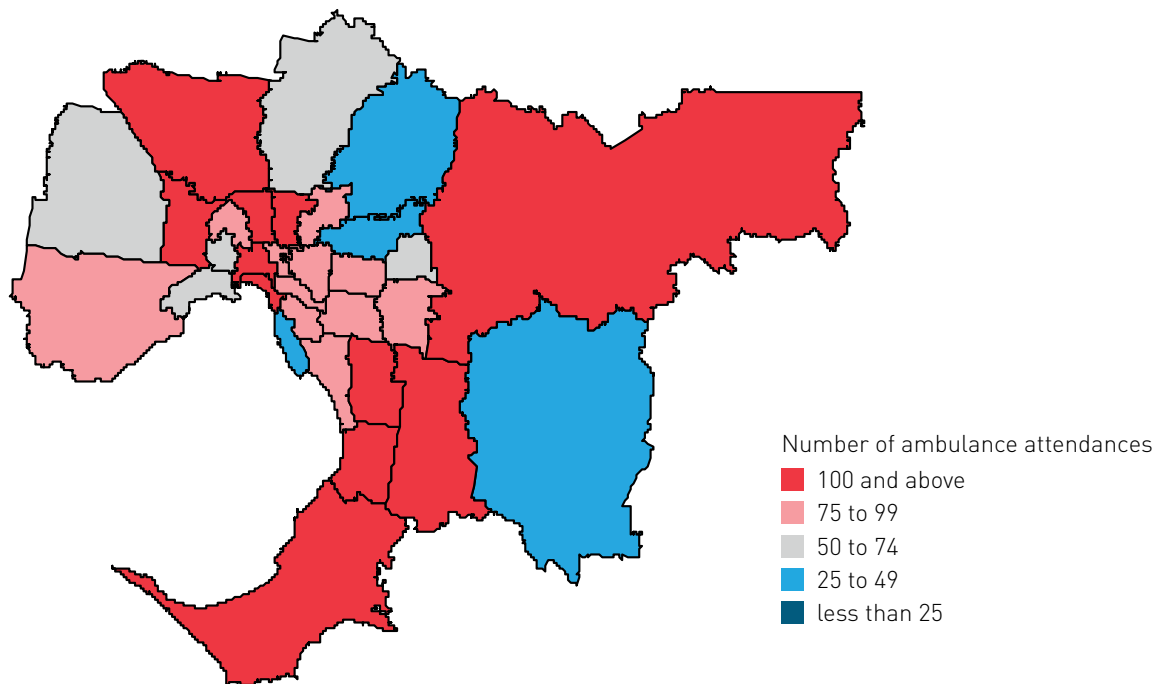 Number of ambulance attendances
100 and above
75 to 99
50 to 74
25 to 49
less than 25